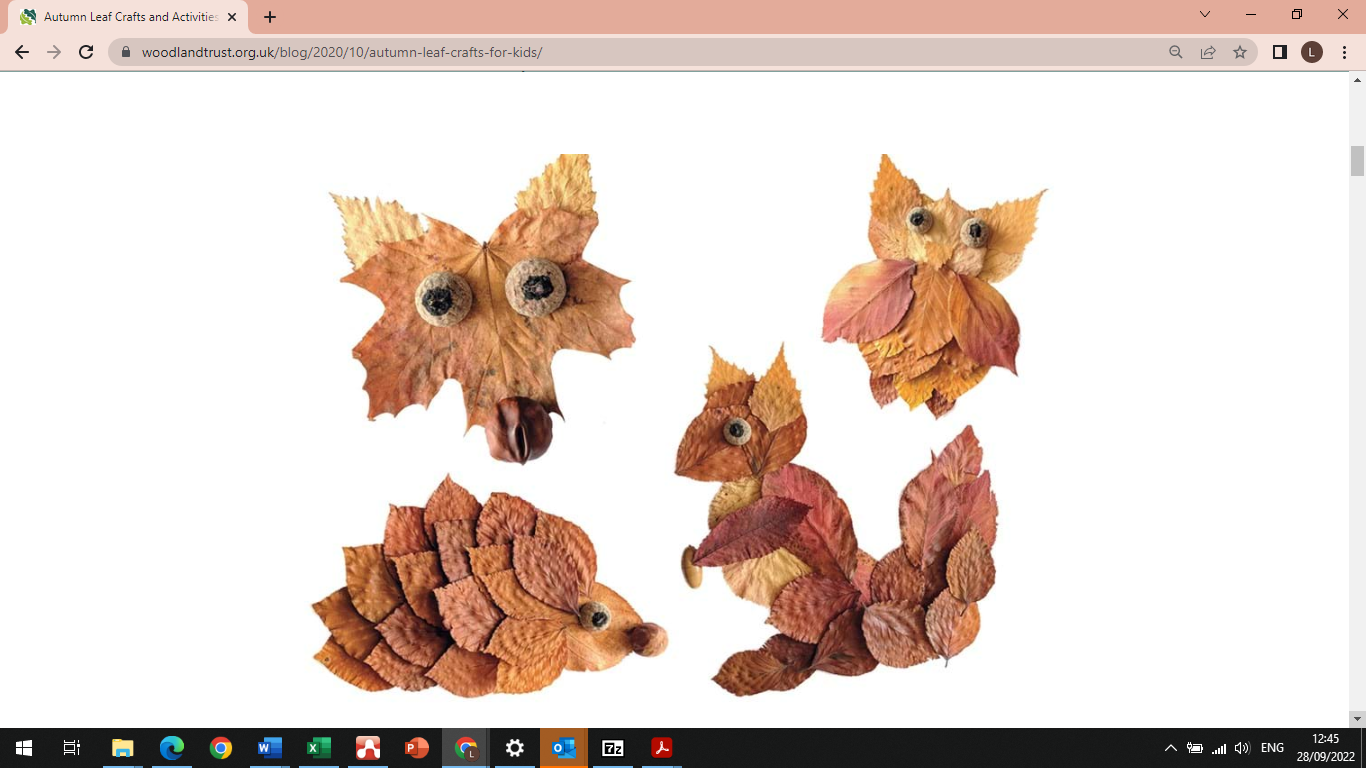 Autumn Leaf Crafts and Activities
woodlandtrust.org.uk/blog/2020/10/autumn-leaf-crafts-for-kids/
L
L
7z
ENG
12:45
28/09/2022